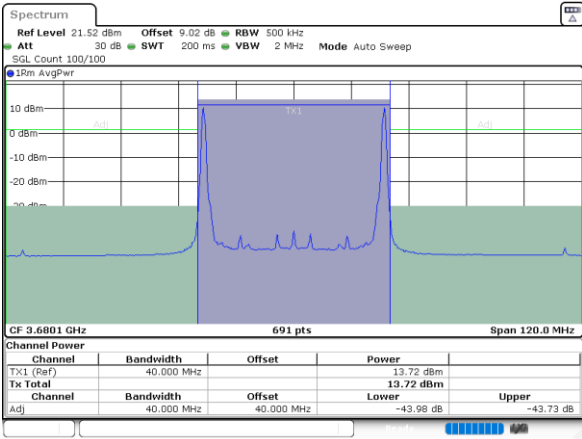 Spectrum
Ref Level 21.52 dBm Offset 9.02 dB RBW 500 kHz
Att 30 dB SWT 200 ms VBW 2 MHz Mode Auto Sweep
SGL Count 100/100
1Rm AvgPwr
10 dBm
TX1
Adj Adj
0 dBm
-10 dBm
-20 dBm
-30 dBm
CF 3.6801 GHz 691 pts Span 120.0 MHz
Channel Power
Channel Bandwidth Offset Power
TX1 (Ref) 40.000 MHz 13.72 dBm
Tx Total 13.72 dBm
Channel Bandwidth Offset Lower Upper
Adj 40.000 MHz 40.000 MHz -43.98 dB -43.73 dB
Ready